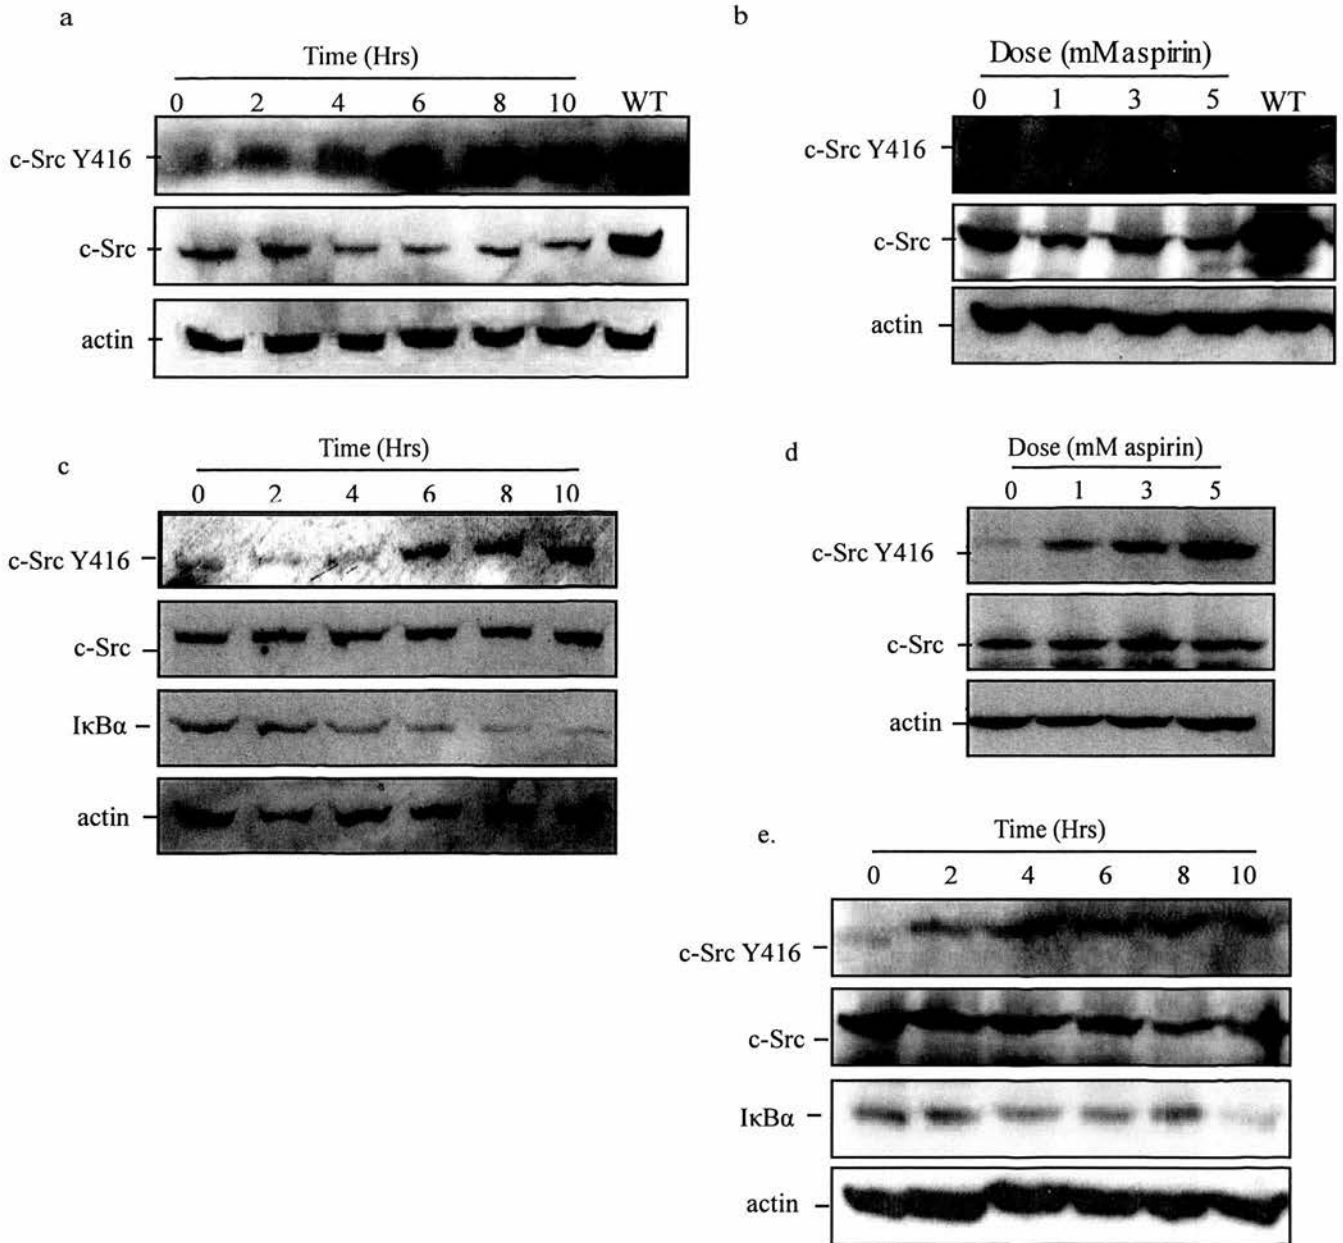 a
Time (Hrs)
0 2 4 6 8 10 WT
c-Src Y416
c-Src
actin
b
Dose (mMaspirin)
0 1 3 5 WT
c-Src Y416
c-Src
actin
c
Time (Hrs)
0 2 4 6 8 10
c-Src Y416
c-Src
IκBα
actin
d
Dose (mM aspirin)
0 1 3 5
c-Src Y416
c-Src
actin
e.
Time (Hrs)
0 2 4 6 8 10
c-Src Y416
c-Src
IκBα
actin